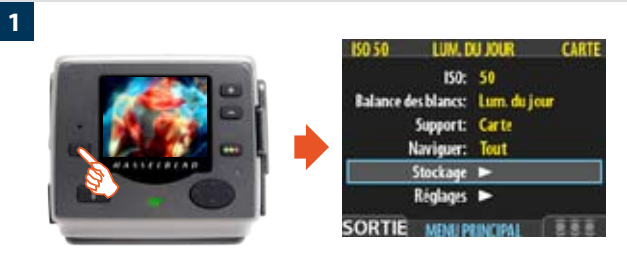 1
HASSELBLAD
ISO 50 LUM. DU JOUR CARTE
ISO: 50
Balance des blancs: Lum. du jour
Support: Carte
Naviguer: Tout
Stockage ►
Réglages ►
SORTIE MENU PRINCIPAL